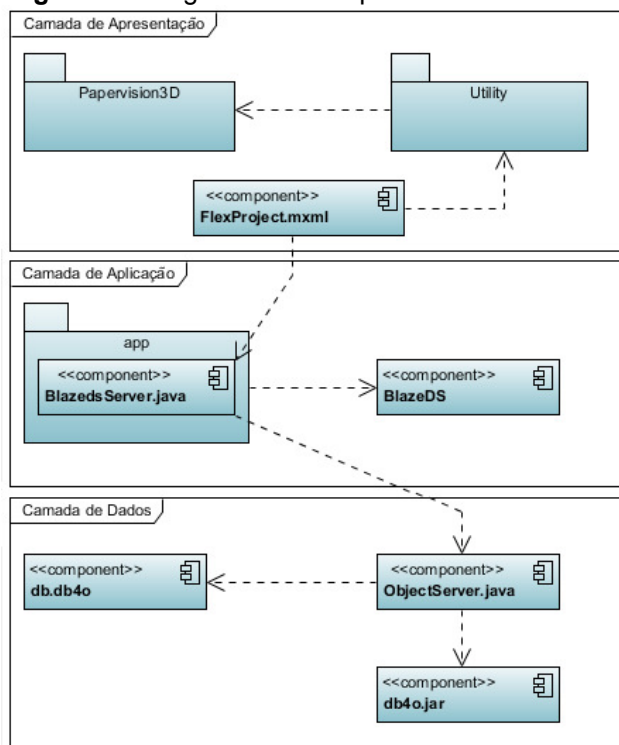 Camada de Apresentação
Papervision3D
Utility
<<component>>
FlexProject.mxml
Camada de Aplicação
app
<<component>>
BlazedsServer.java
<<component>>
BlazeDS
Camada de Dados
<<component>>
db.db4o
<<component>>
ObjectServer.java
<<component>>
db4o.jar